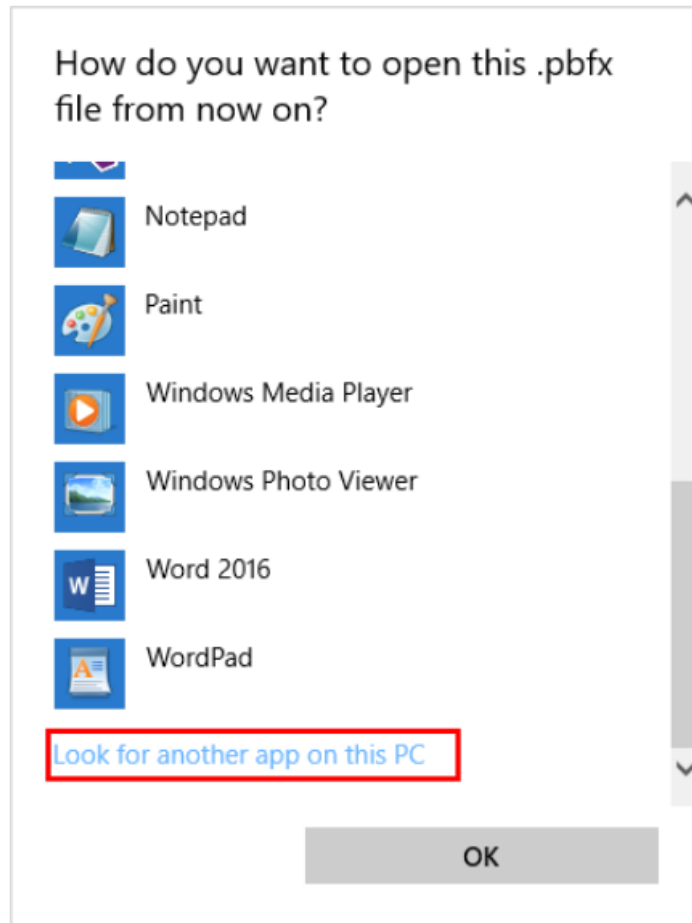 How do you want to open this .pbfx
file from now on?
Notepad
Paint
Windows Media Player
Windows Photo Viewer
Word 2016
WordPad
Look for another app on this PC
OK